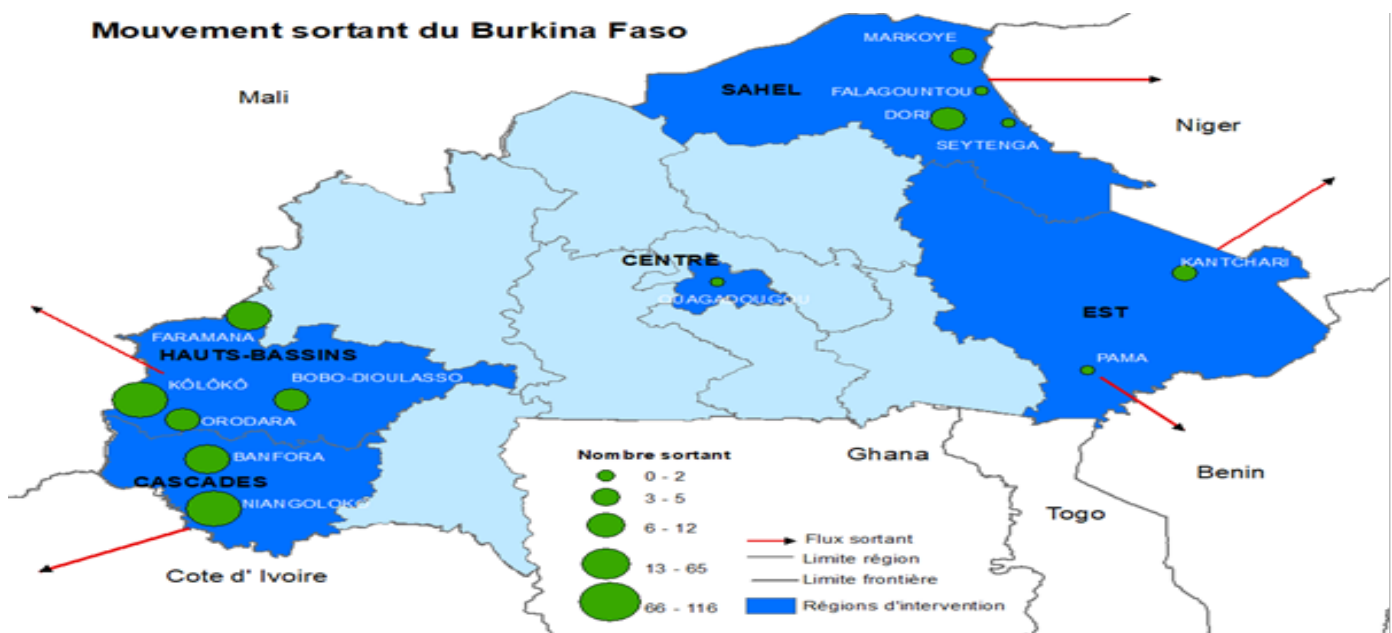 Mouvement sortant du Burkina Faso
MARKOYE
Mali
SAHEL
FALAGOUNTOU
DORI
Niger
SEYTENGA
CENTRE
KANTCHARI
OUAGADOUGOU
EST
FARAMANA
HAUTS-BASSINS
PAMA
BOBO-DIOULASSO
KÔLÔKÔ
ORODARA
BANFORA
Nombre sortant
Ghana
Benin
CASCADES
0 - 2
NIANGOLOKO
3 - 5
Togo
6 - 12
Flux sortant
Limite région
13 - 65
Cote d' Ivoire
Limite frontière
66 - 116
Régions d'intervention